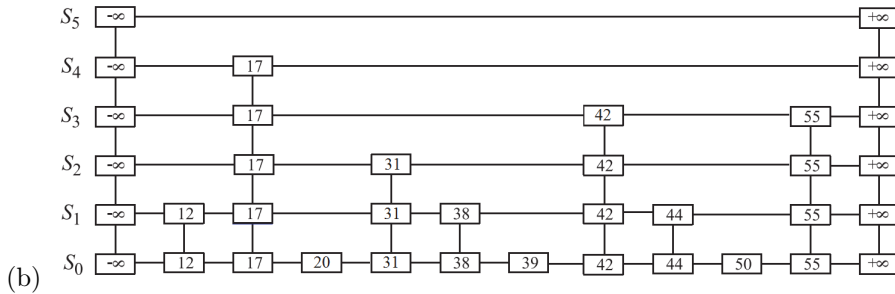 S5 -∞ +∞
S4 -∞ 17 +∞
S3 -∞ 17 42 55 +∞
S2 -∞ 17 31 42 55 +∞
S1 -∞ 12 17 31 38 42 44 55 +∞
(b) S0 -∞ 12 17 20 31 38 39 42 44 50 55 +∞